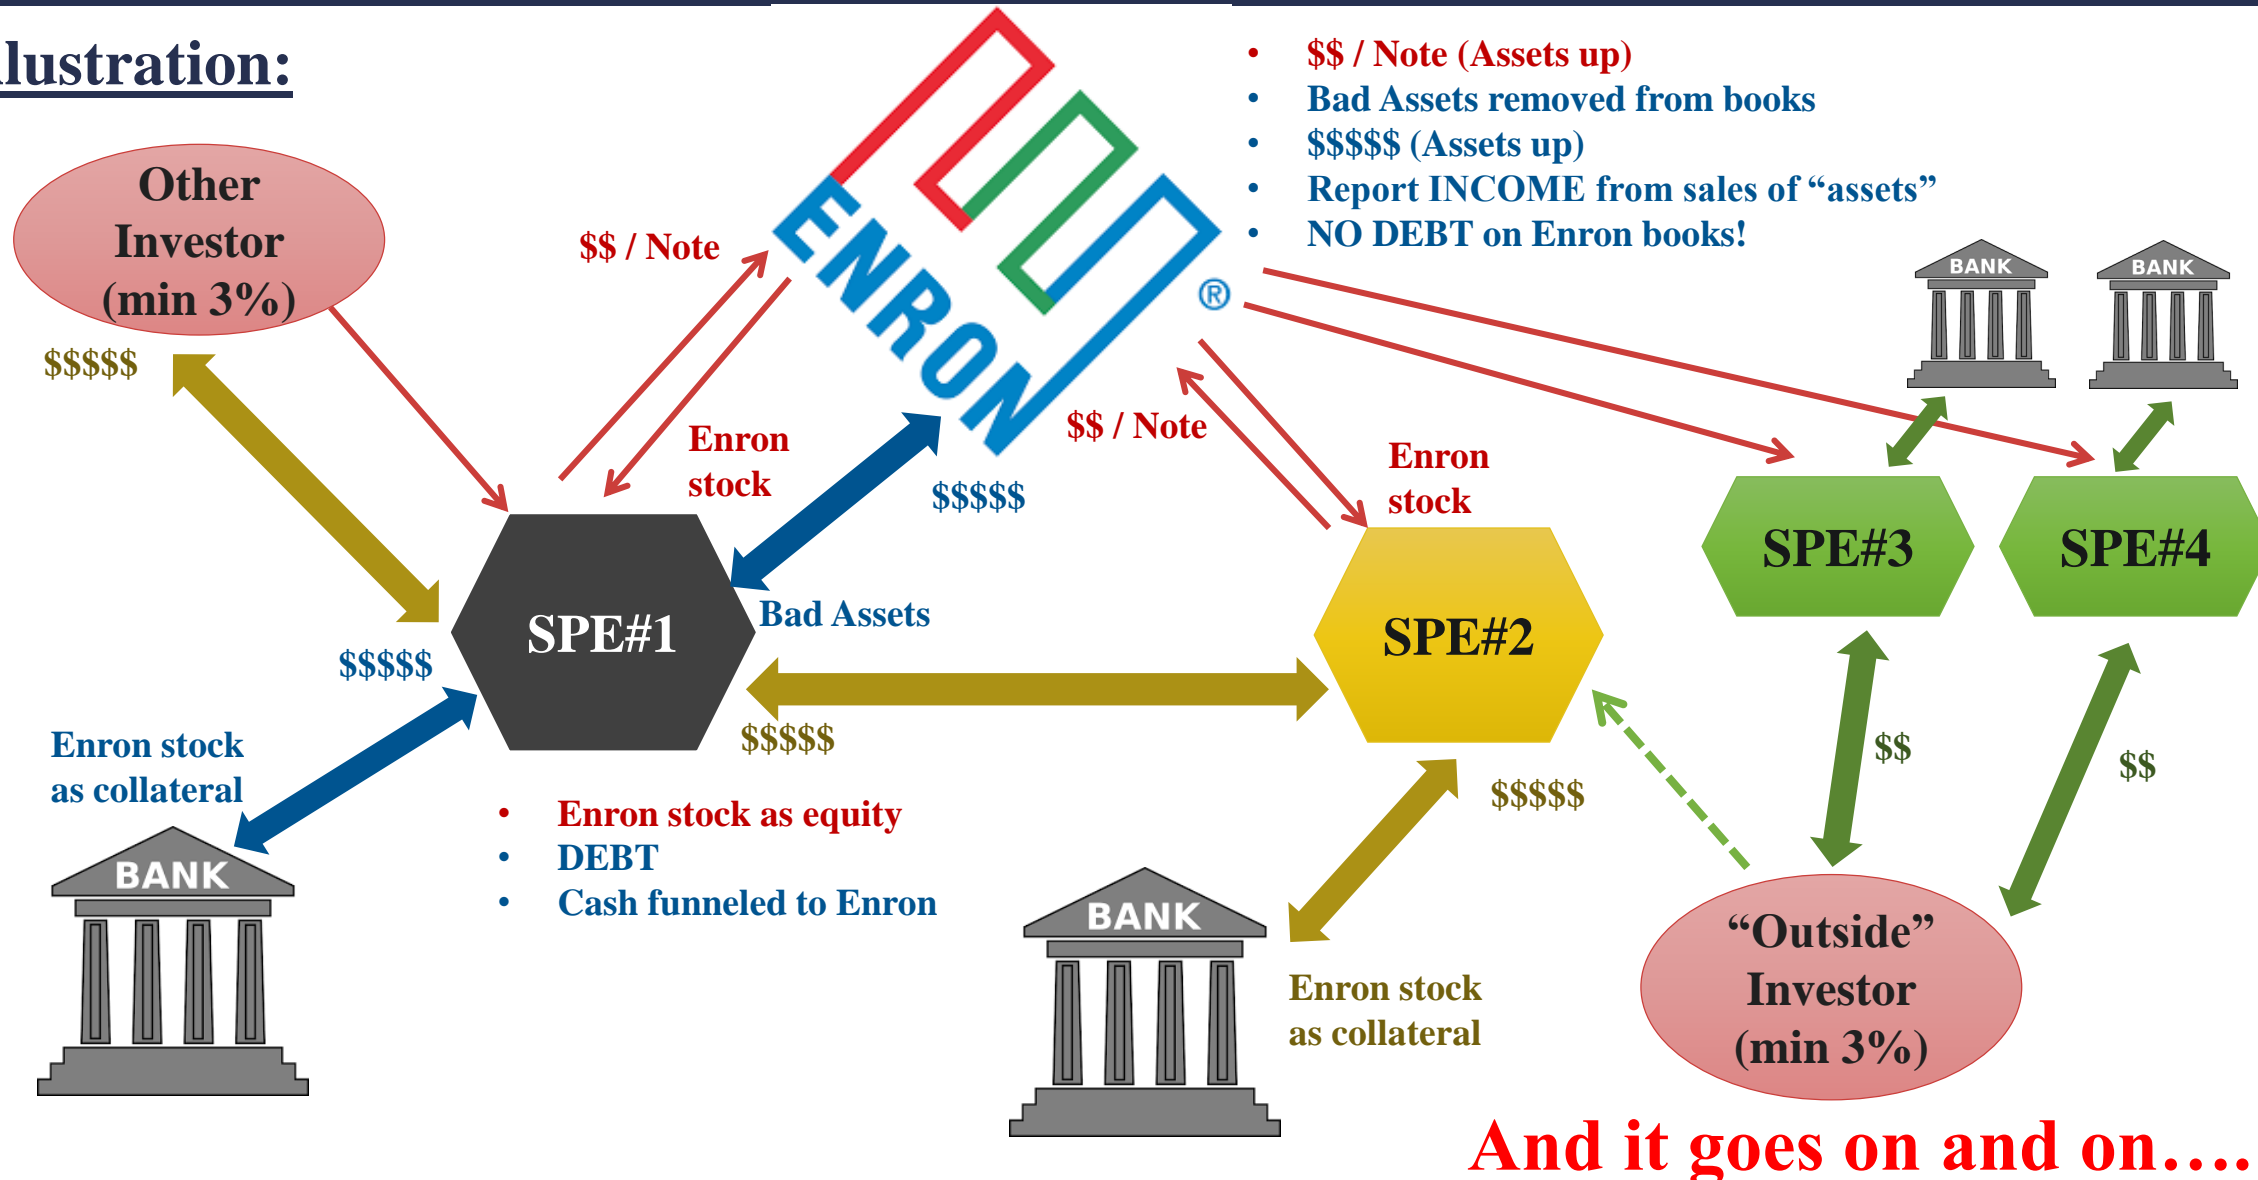 llustration:
• $$ / Note (Assets up)
• Bad Assets removed from books
• $$$$$ (Assets up)
• Report INCOME from sales of “assets”
• NO DEBT on Enron books!
Other
Investor
(min 3%)
$$$$$
$$ / Note
ENRON
®
Enron
stock
$$$$$
$$ / Note
Enron
stock
BANK
BANK
SPE#1
Bad Assets
SPE#2
SPE#3
SPE#4
$$$$$
$$$$$
Enron stock
as collateral
BANK
• Enron stock as equity
• DEBT
• Cash funneled to Enron
$$$$$
BANK
Enron stock
as collateral
$$
$$
“Outside”
Investor
(min 3%)
And it goes on and on….